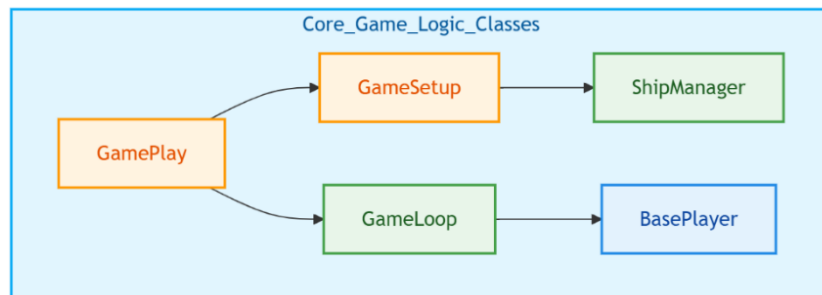 Core_Game_Logic_Classes
GamePlay
GameSetup
ShipManager
GameLoop
BasePlayer